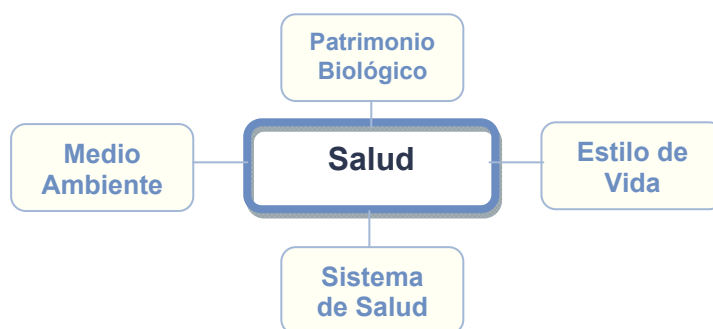 Patrimonio
Biológico
Medio
Ambiente
Salud
Estilo de
Vida
Sistema
de Salud